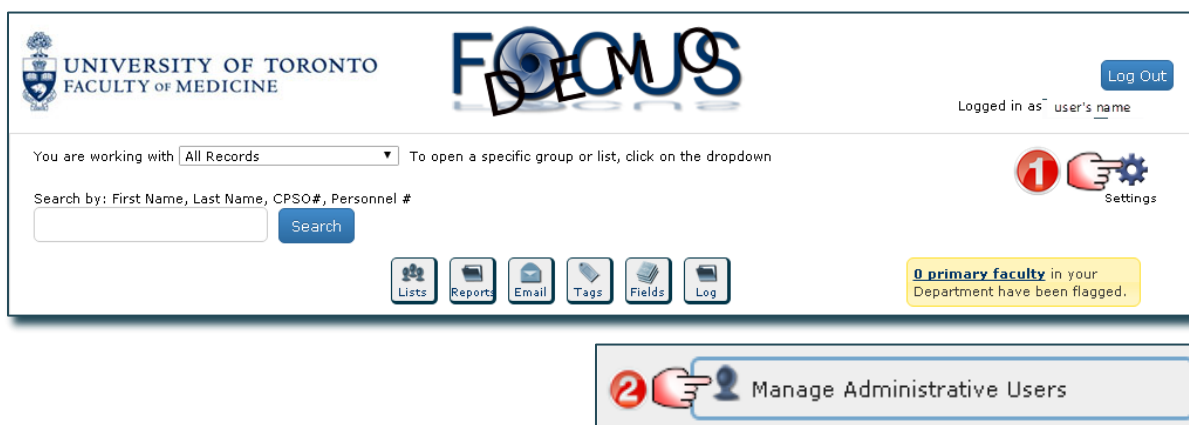 UNIVERSITY OF TORONTO
FACULTY OF MEDICINE
FOCUS
DEMO
Log Out
Logged in as user's name
You are working with All Records To open a specific group or list, click on the dropdown
1
Settings
Search by: First Name, Last Name, CPSO#, Personnel #
Search
Lists Reports Email Tags Fields Log
0 primary faculty in your
Department have been flagged.
2 Manage Administrative Users